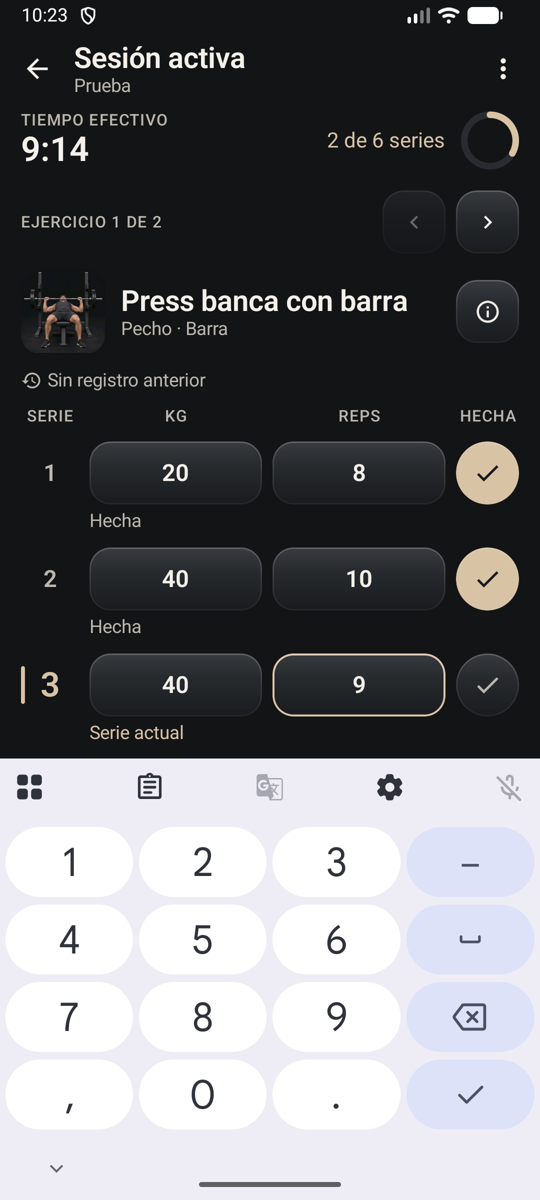 10:23
Sesión activa
Prueba
TIEMPO EFECTIVO
9:14
2 de 6 series
EJERCICIO 1 DE 2
Press banca con barra
Pecho · Barra
Sin registro anterior
SERIE KG REPS HECHA
1 20 8
Hecha
2 40 10
Hecha
3 40 9
Serie actual
1 2 3 –
4 5 6
7 8 9
, 0 .